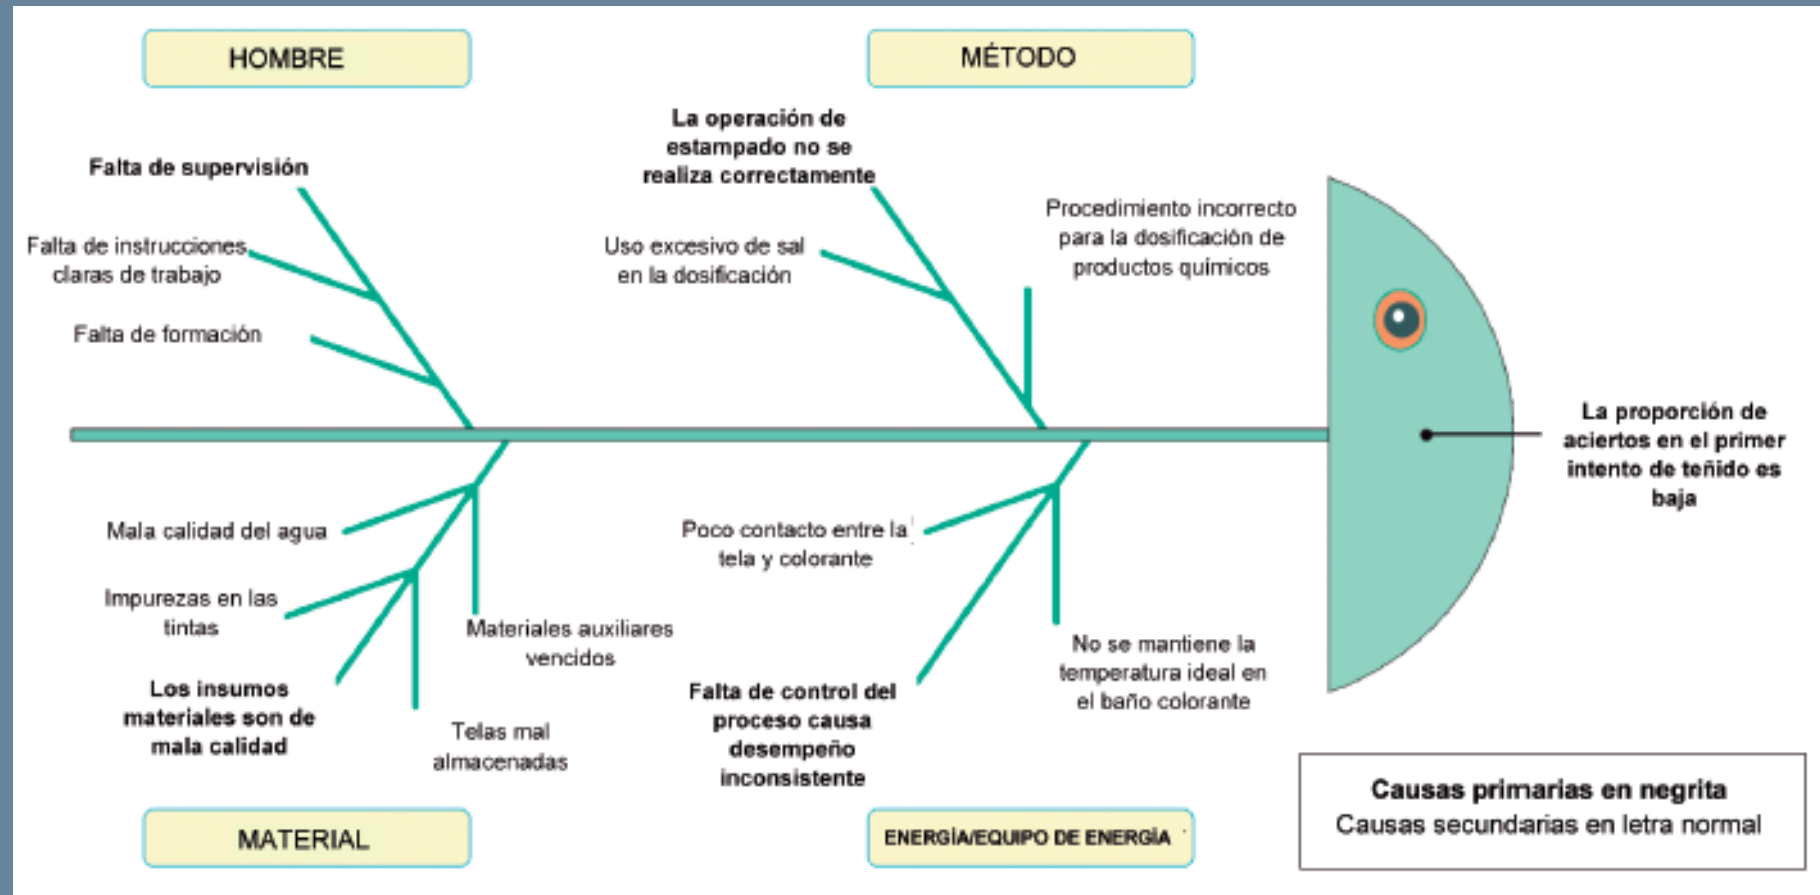 HOMBRE
MÉTODO
Falta de supervisión
Falta de instrucciones
claras de trabajo
Falta de formación
La operación de
estampado no se
realiza correctamente
Uso excesivo de sal
en la dosificación
Procedimiento incorrecto
para la dosificación de
productos químicos
La proporción de
aciertos en el primer
intento de teñido es
baja
Mala calidad del agua
Impurezas en las
tintas
Los insumos
materiales son de
mala calidad
Materiales auxiliares
vencidos
Telas mal
almacenadas
Poco contacto entre la
tela y colorante
Falta de control del
proceso causa
desempeño
inconsistente
No se mantiene la
temperatura ideal en
el baño colorante
MATERIAL
ENERGÍA/EQUIPO DE ENERGÍA
Causas primarias en negrita
Causas secundarias en letra normal